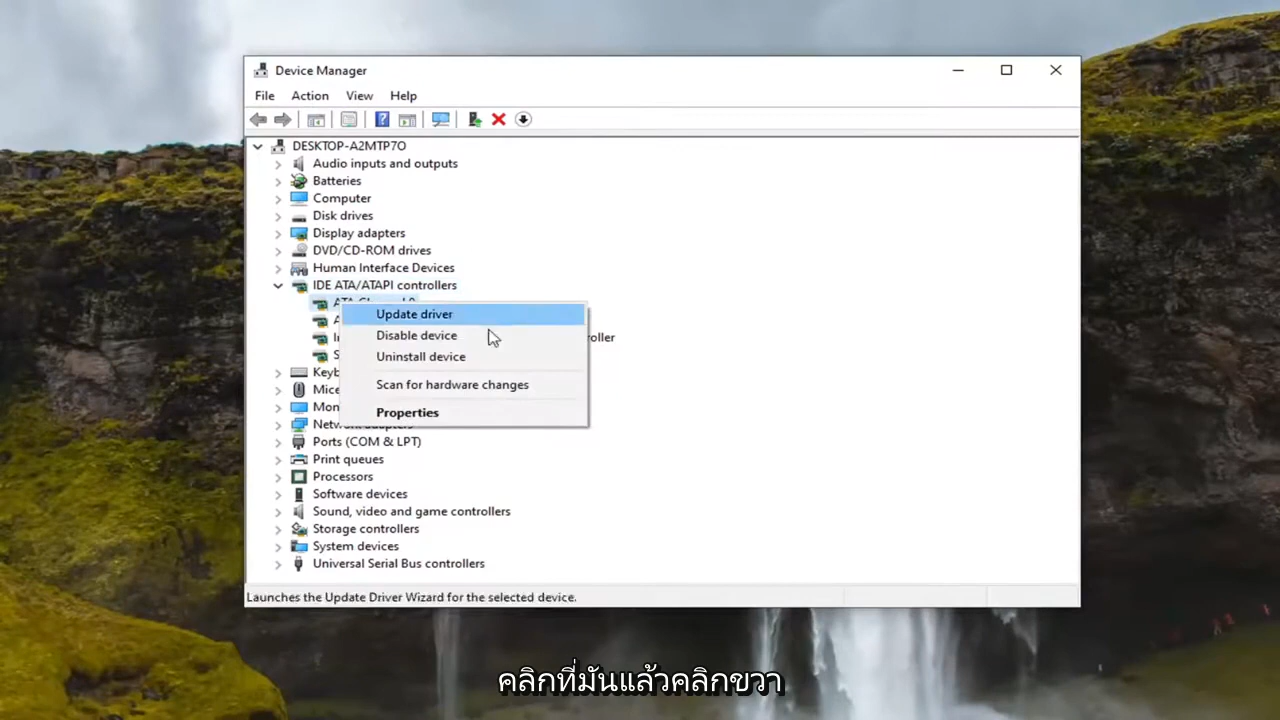 Device Manager
File Action View Help
DESKTOP-A2MTP7O
Audio inputs and outputs
Batteries
Computer
Disk drives
Display adapters
DVD/CD-ROM drives
Human Interface Devices
IDE ATA/ATAPI controllers
Update driver
Disable device
Uninstall device
Scan for hardware changes
Properties
Ports (COM & LPT)
Print queues
Processors
Software devices
Sound, video and game controllers
Storage controllers
System devices
Universal Serial Bus controllers
Launches the Update Driver Wizard for the selected device.
คลิกที่มันแล้วคลิกขวา